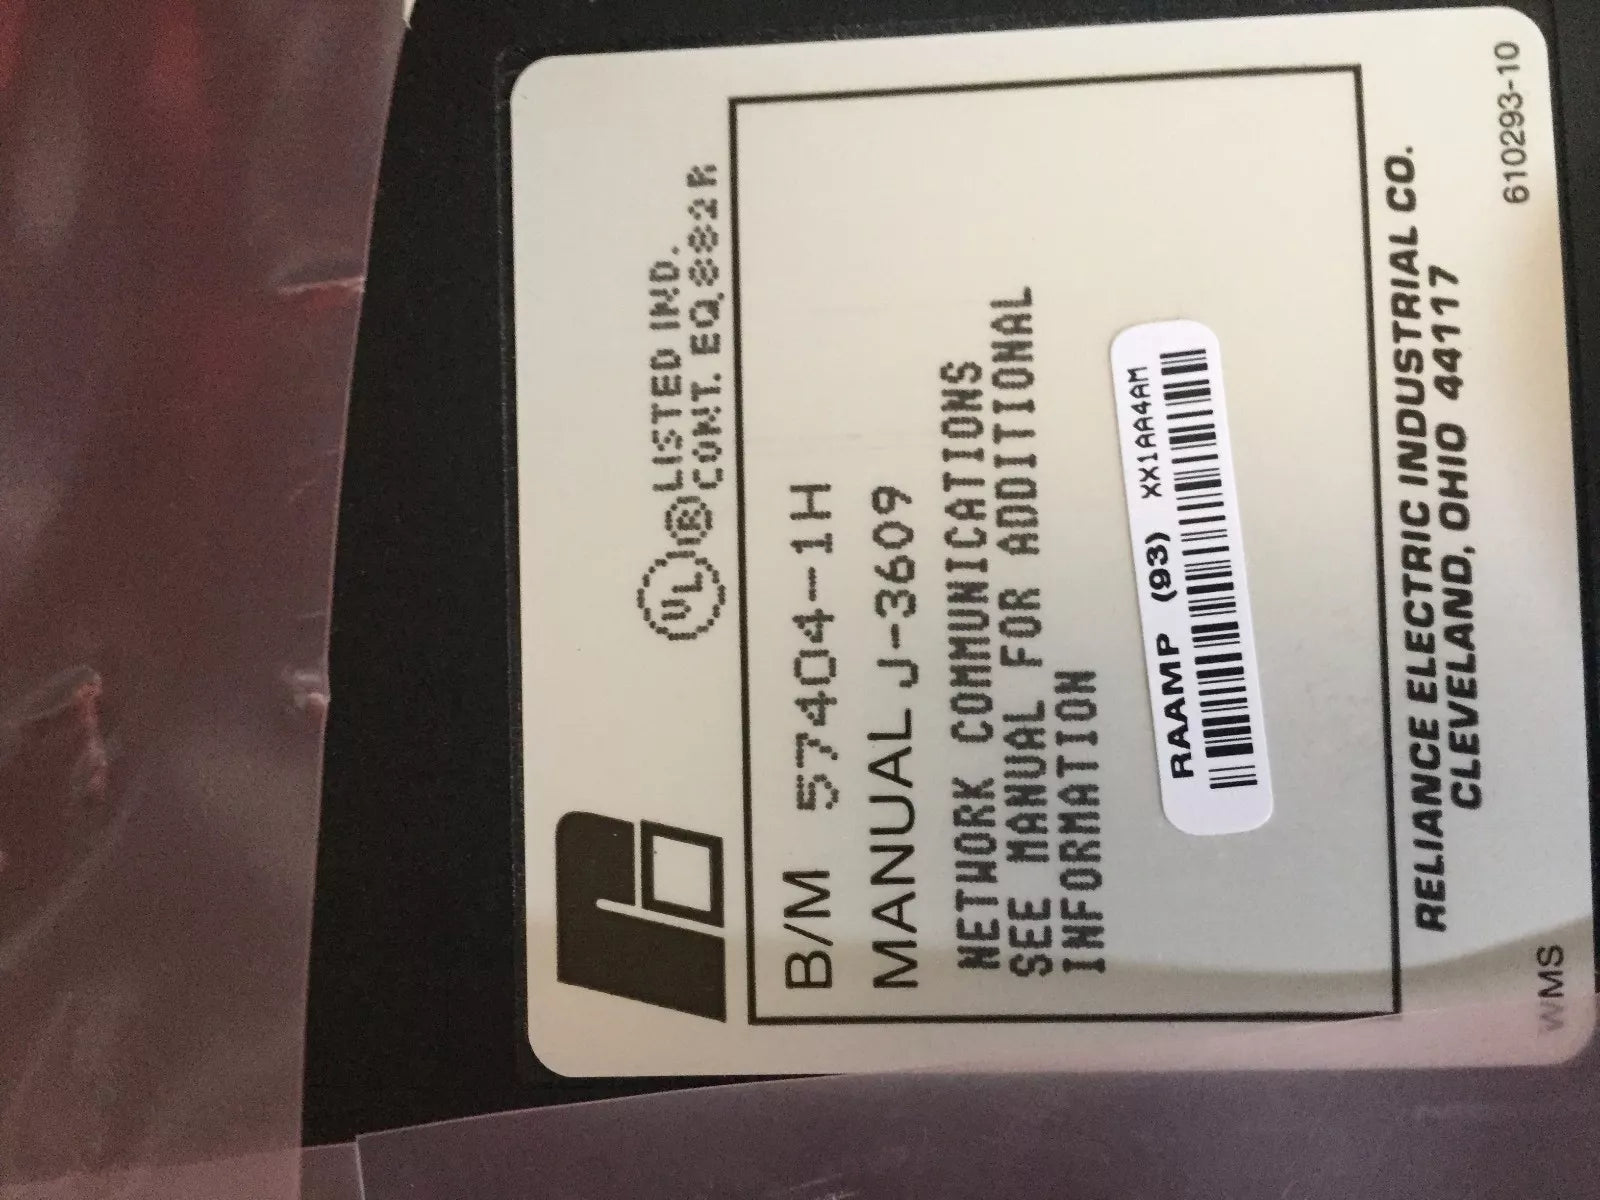 UL ® LISTED IND.
CONT. EQ.882R
B/M 57404-1H
MANUAL J-3609
NETWORK COMMUNICATIONS
SEE MANUAL FOR ADDITIONAL
INFORMATION
RAAMP (93) XX1AA4AM
RELIANCE ELECTRIC INDUSTRIAL CO.
CLEVELAND, OHIO 44117
WMS 610293-10